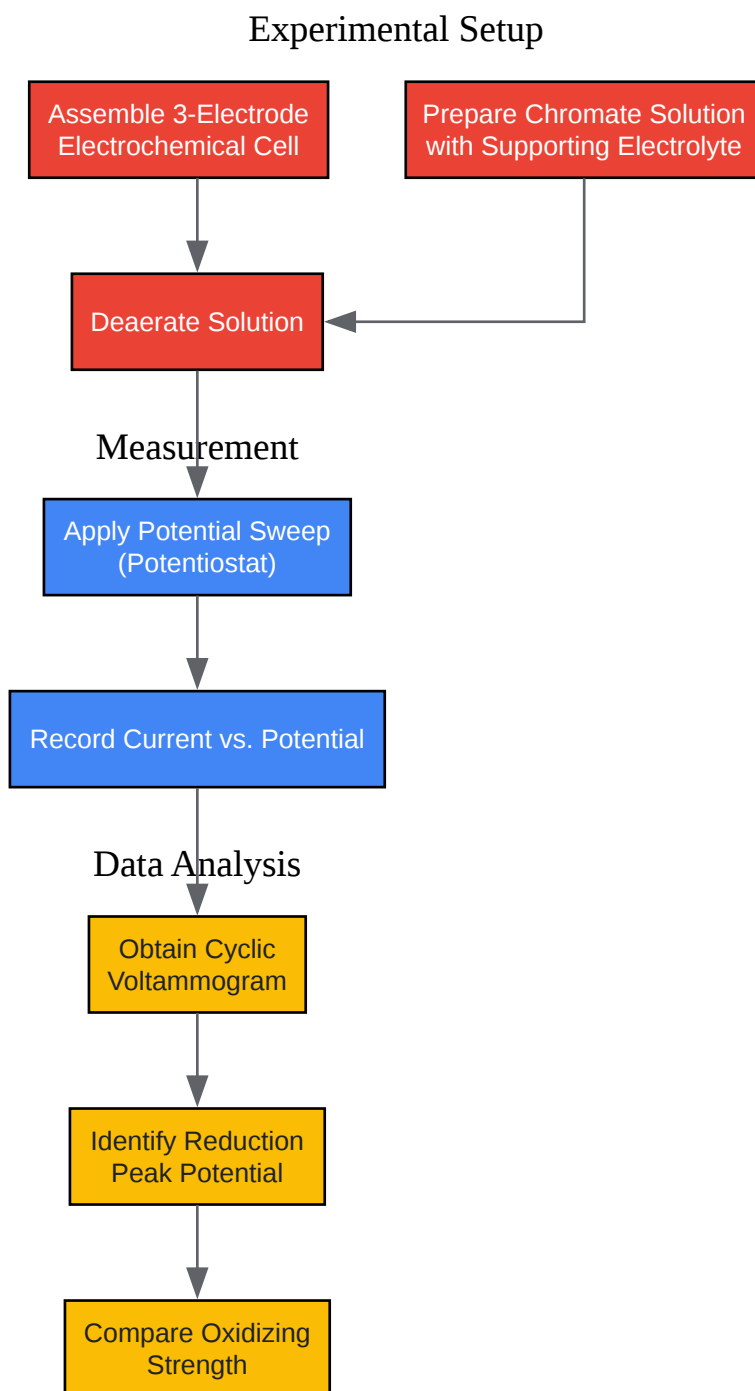 Experimental Setup
Assemble 3-Electrode
Electrochemical Cell
Prepare Chromate Solution
with Supporting Electrolyte
Deaerate Solution
Measurement
Apply Potential Sweep
(Potentiostat)
Record Current vs. Potential
Data Analysis
Obtain Cyclic
Voltammogram
Identify Reduction
Peak Potential
Compare Oxidizing
Strength